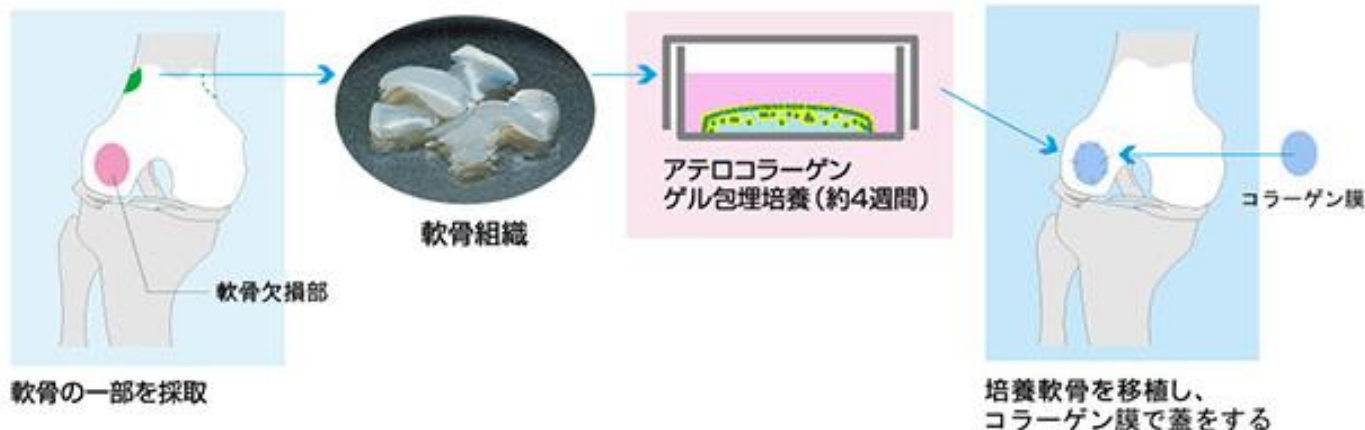 軟骨欠損部
軟骨の一部を採取
軟骨組織
アテロコラーゲン
ゲル包埋培養（約4週間）
コラーゲン膜
培養軟骨を移植し、
コラーゲン膜で蓋をする